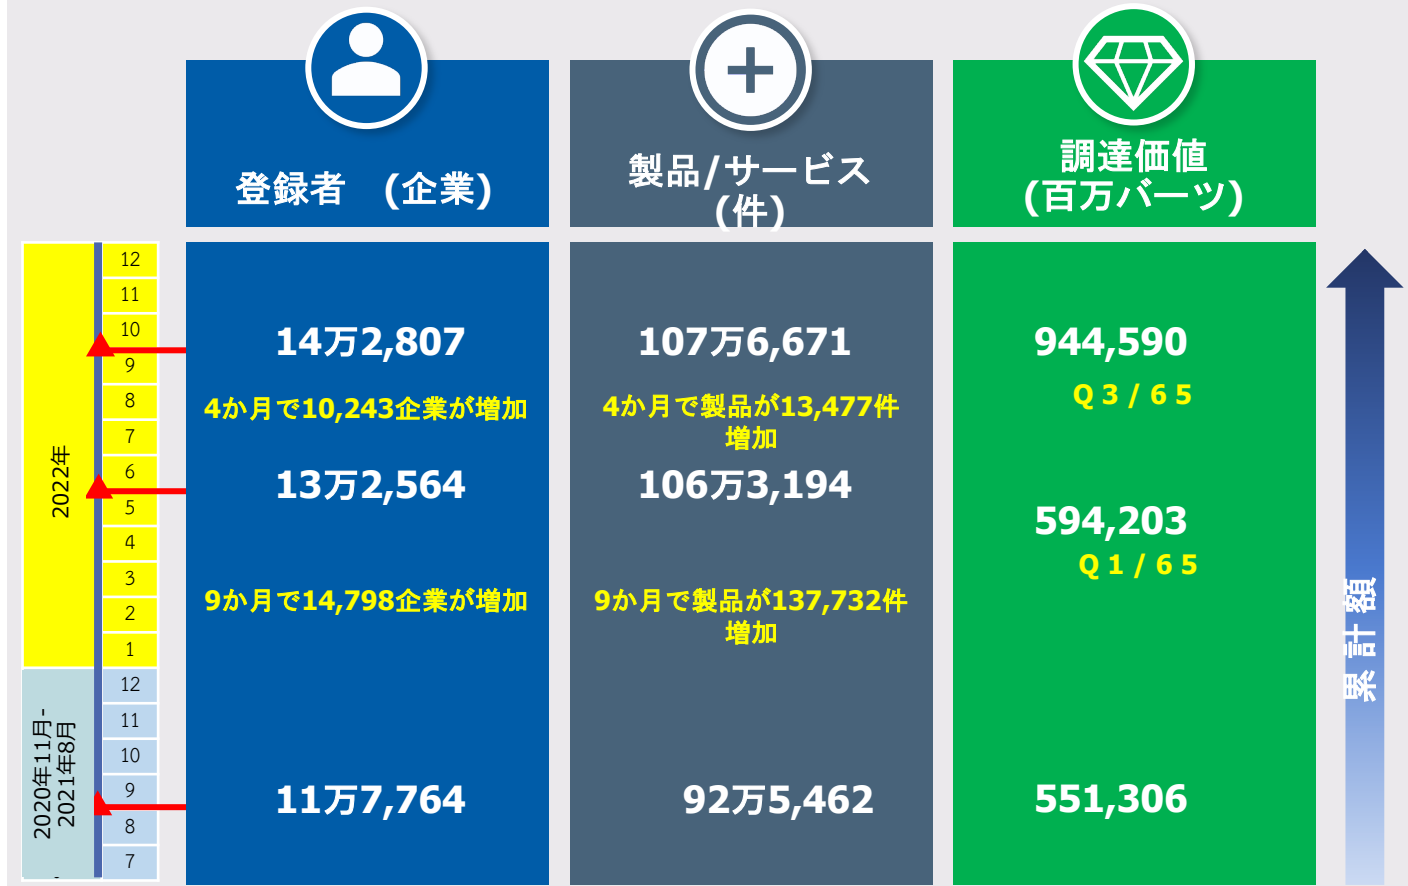 登録者　(企業)
製品/サービス
(件)
調達価値
(百万バーツ)
2022年
12
11
10
9
8
7
6
5
4
3
2
1
2020年11月-
2021年8月
12
11
10
9
8
7
14万2,807
4か月で10,243企業が増加
13万2,564
9か月で14,798企業が増加
11万7,764
107万6,671
4か月で製品が13,477件
増加
106万3,194
9か月で製品が137,732件
増加
92万5,462
944,590
Q3/65
594,203
Q1/65
551,306
累計額